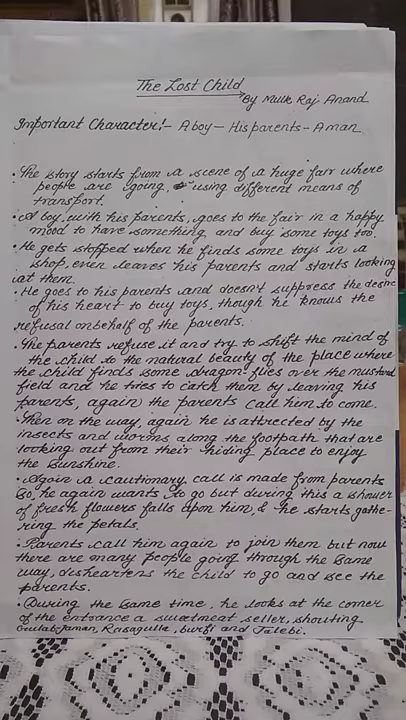 The Lost Child
By Mulk Raj Anand
Important Character:- A boy - His parents - A man
• The story starts from a scene of a huge fair where
people are going, using different means of
transport.
• A boy, with his parents, goes to the fair in a happy
mood to have something and buy some toys too.
• He gets stopped when he finds some toys in a
shop, even leaves his parents and starts looking
at them.
• He goes to his parents and doesn't suppress the desire
of his heart to buy toys, though he knows the
refusal onbehalf of the parents.
• The parents refuse it and try to shift the mind of
the child to the natural beauty of the place where
the child finds some dragon flies over the mustard
field and he tries to catch them by leaving his
parents, again the parents call him to come.
• Then on the way, again he is attrected by the
insects and worms along the footpath that are
looking out from their hiding place to enjoy
the Sunshine.
• Again a cautionary call is made from parents
So, he again wants to go but during this a shower
of fresh flowers falls upon him, & he starts gathe-
ring the petals.
• Parents call him again to join them but now
there are many people going through the Same
way, disheartens the child to go and see the
parents.
• During the Same time, he looks at the corner
of the entrance a sweetmeat seller, shouting
Gulab-Jaman, Rasagulla, burfi and Jalebi.